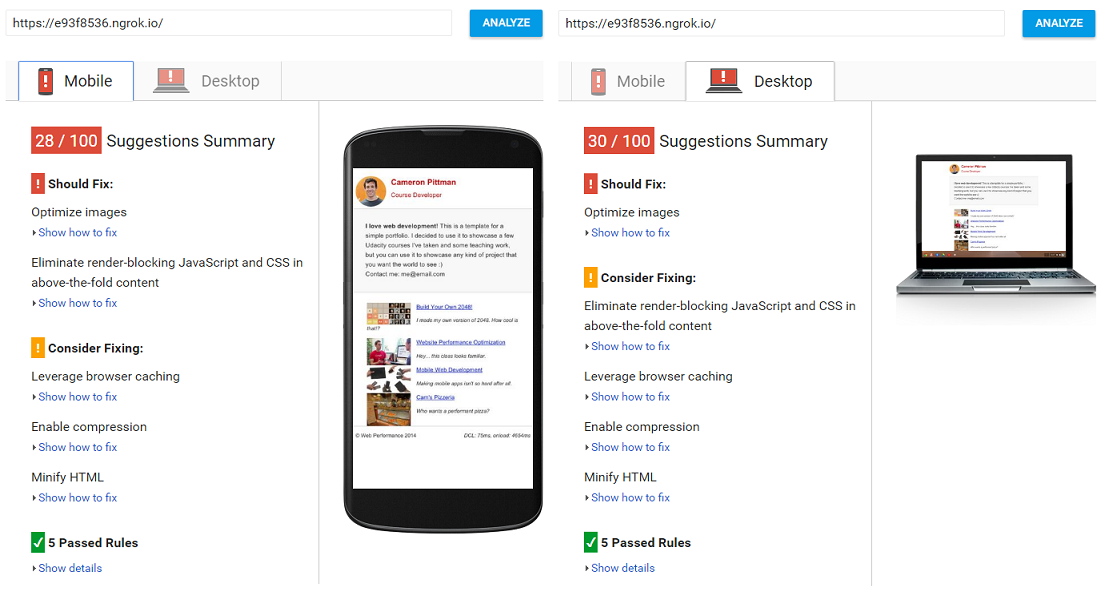 https://e93f8536.ngrok.io/
ANALYZE
Mobile
Desktop
28 / 100 Suggestions Summary
Should Fix:
Optimize images
Show how to fix
Eliminate render-blocking JavaScript and CSS in
above-the-fold content
Show how to fix
Consider Fixing:
Leverage browser caching
Show how to fix
Enable compression
Show how to fix
Minify HTML
Show how to fix
5 Passed Rules
Show details
Cameron Pittman
Course Developer
I love web development! This is a template for a
simple portfolio. I decided to use it to showcase a few
Udacity courses I've taken and some teaching work,
but you can use it to showcase any kind of project that
you want the world to see :)
Contact me: me@email.com
Build Your Own 2048!
I made my own version of 2048. How cool is
that!?
Website Performance Optimization
Hey... this class looks familiar.
Mobile Web Development
Making mobile apps isn't so hard after all.
Cam's Pizzeria
Who wants a performant pizza?
© Web Performance 2014
DCL: 75ms, onload: 4654ms
https://e93f8536.ngrok.io/
ANALYZE
Mobile
Desktop
30 / 100 Suggestions Summary
Should Fix:
Optimize images
Show how to fix
Consider Fixing:
Eliminate render-blocking JavaScript and CSS in
above-the-fold content
Show how to fix
Leverage browser caching
Show how to fix
Enable compression
Show how to fix
Minify HTML
Show how to fix
5 Passed Rules
Show details
Cameron Pittman
Course Developer